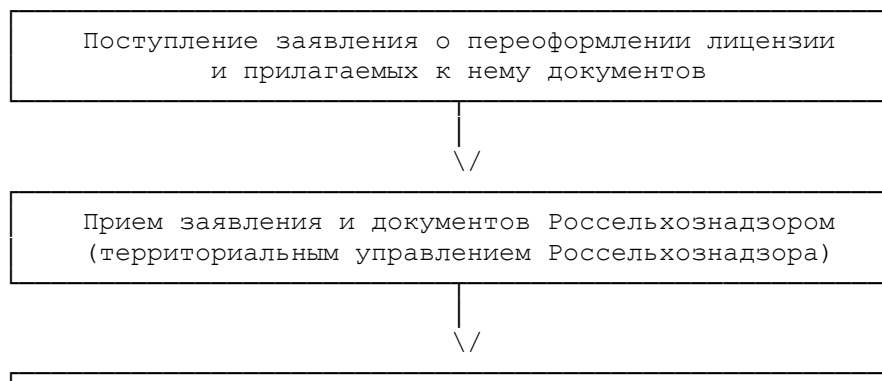 Поступление заявления о переоформлении лицензии
и прилагаемых к нему документов
Прием заявления и документов Россельхознадзором
(территориальным управлением Россельхознадзора)